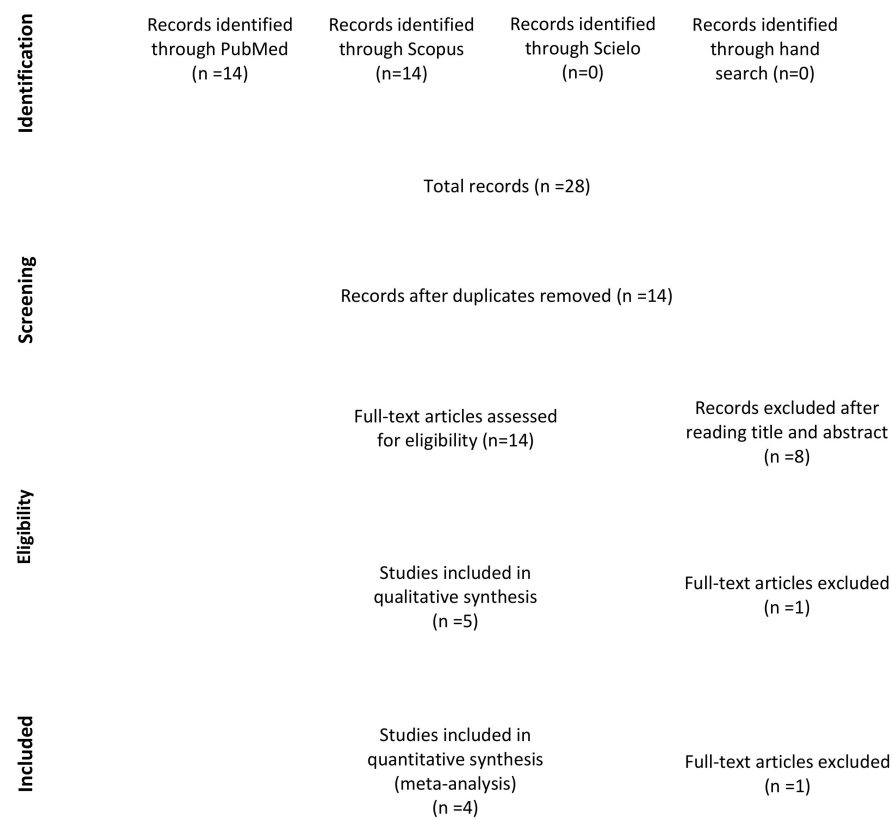 Identification
Records identified
through PubMed
(n =14)
Records identified
through Scopus
(n=14)
Records identified
through Scielo
(n=0)
Records identified
through hand
search (n=0)
Total records (n =28)
Screening
Records after duplicates removed (n =14)
Eligibility
Full-text articles assessed
for eligibility (n=14)
Records excluded after
reading title and abstract
(n =8)
Studies included in
qualitative synthesis
(n =5)
Full-text articles excluded
(n =1)
Included
Studies included in
quantitative synthesis
(meta-analysis)
(n =4)
Full-text articles excluded
(n =1)